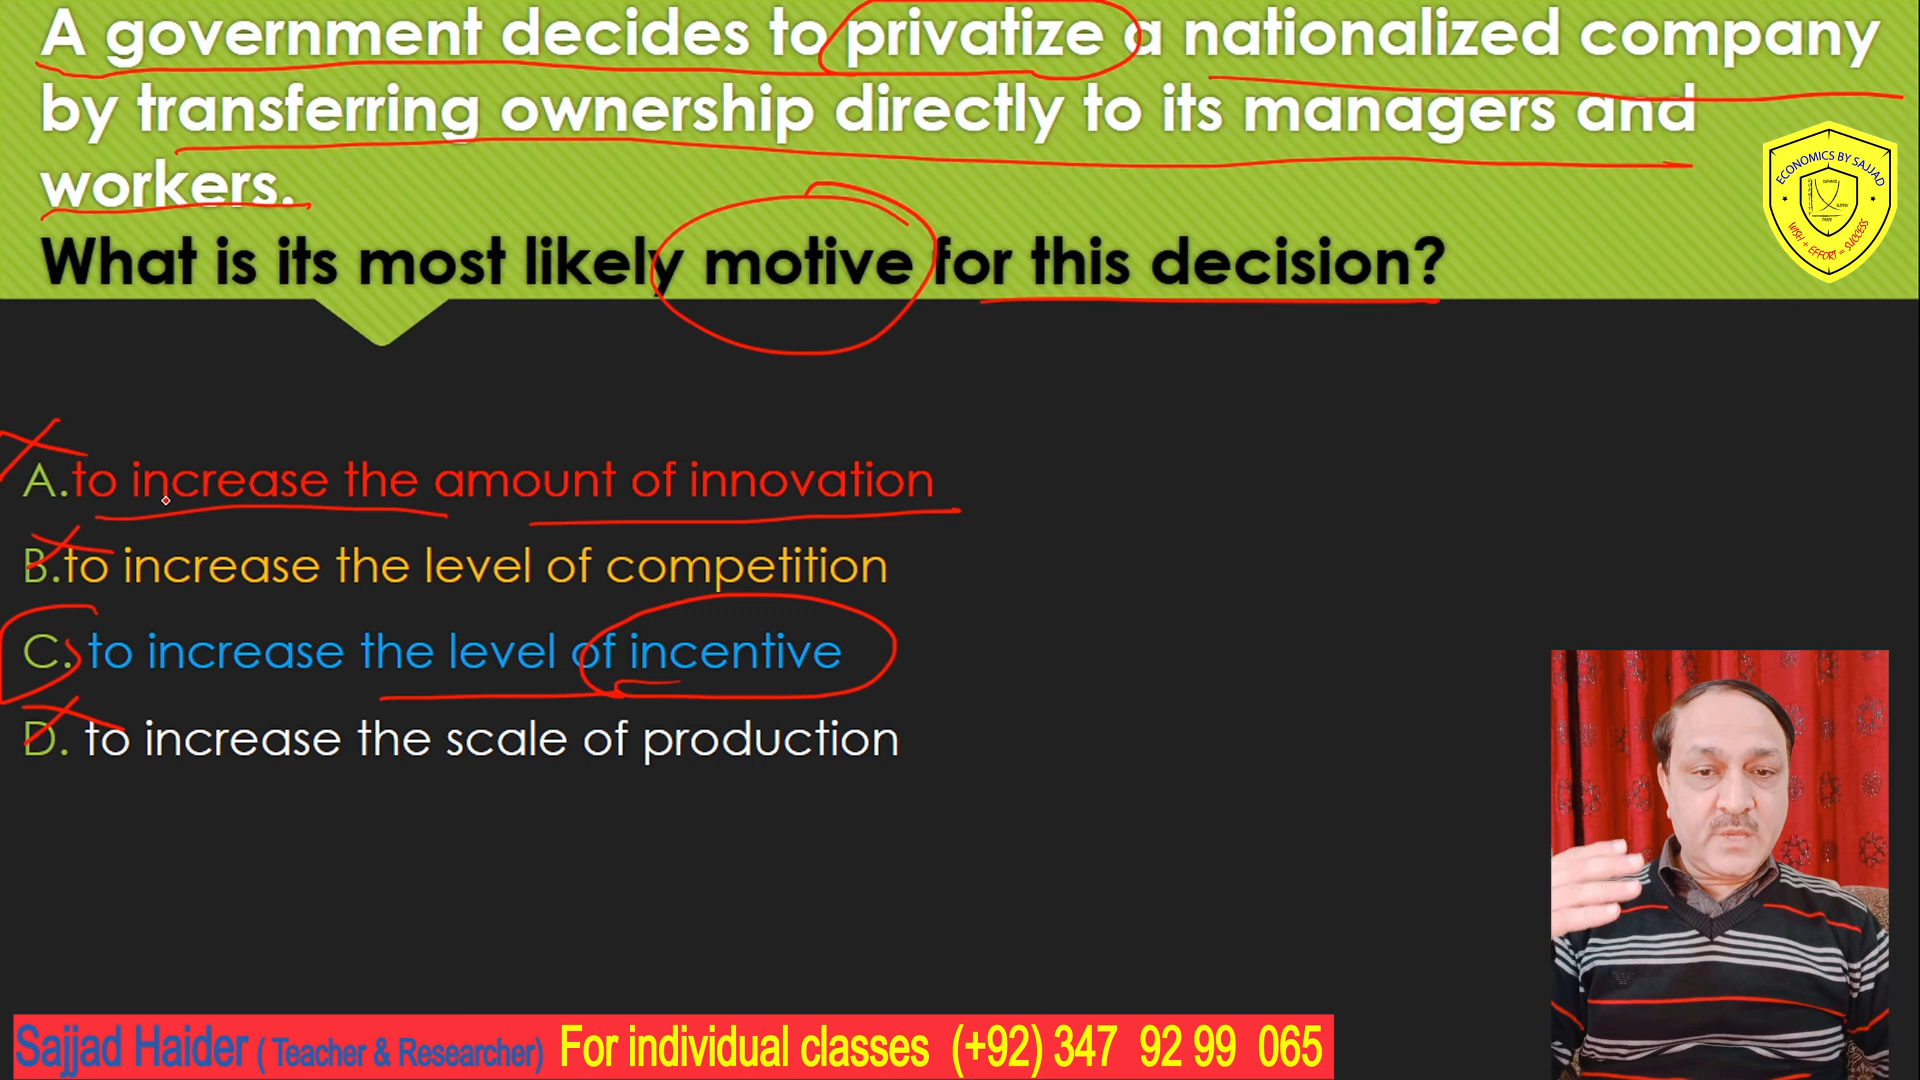 A government decides to privatize a nationalized company
by transferring ownership directly to its managers and
workers.
What is its most likely motive for this decision?
ECONOMICS BY SAJJAD
WISH + EFFORT = SUCCESS
A.to increase the amount of innovation
B.to increase the level of competition
C. to increase the level of incentive
D. to increase the scale of production
Sajjad Haider ( Teacher & Researcher) For individual classes (+92) 347 92 99 065